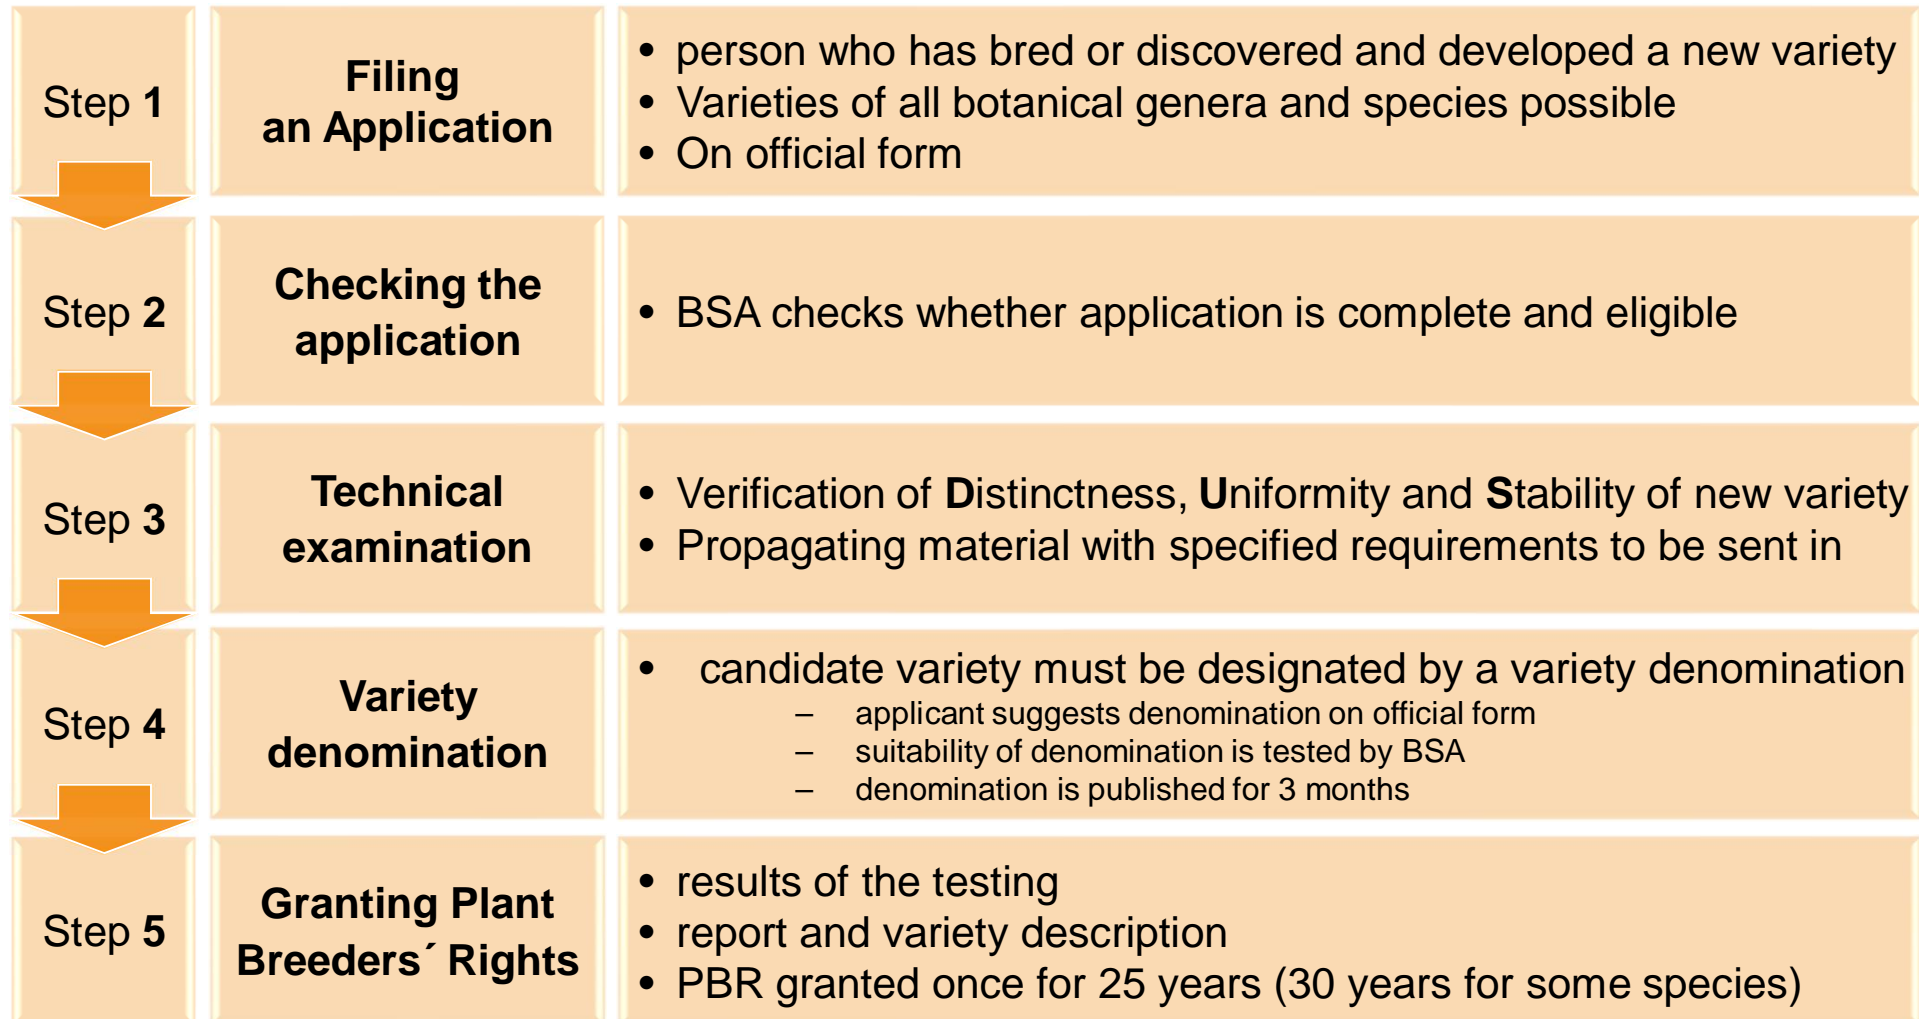 Step 1
Filing
an Application
• person who has bred or discovered and developed a new variety
• Varieties of all botanical genera and species possible
• On official form
Step 2
Checking the
application
• BSA checks whether application is complete and eligible
Step 3
Technical
examination
• Verification of Distinctness, Uniformity and Stability of new variety
• Propagating material with specified requirements to be sent in
Step 4
Variety
denomination
• candidate variety must be designated by a variety denomination
– applicant suggests denomination on official form
– suitability of denomination is tested by BSA
– denomination is published for 3 months
Step 5
Granting Plant
Breeders´ Rights
• results of the testing
• report and variety description
• PBR granted once for 25 years (30 years for some species)